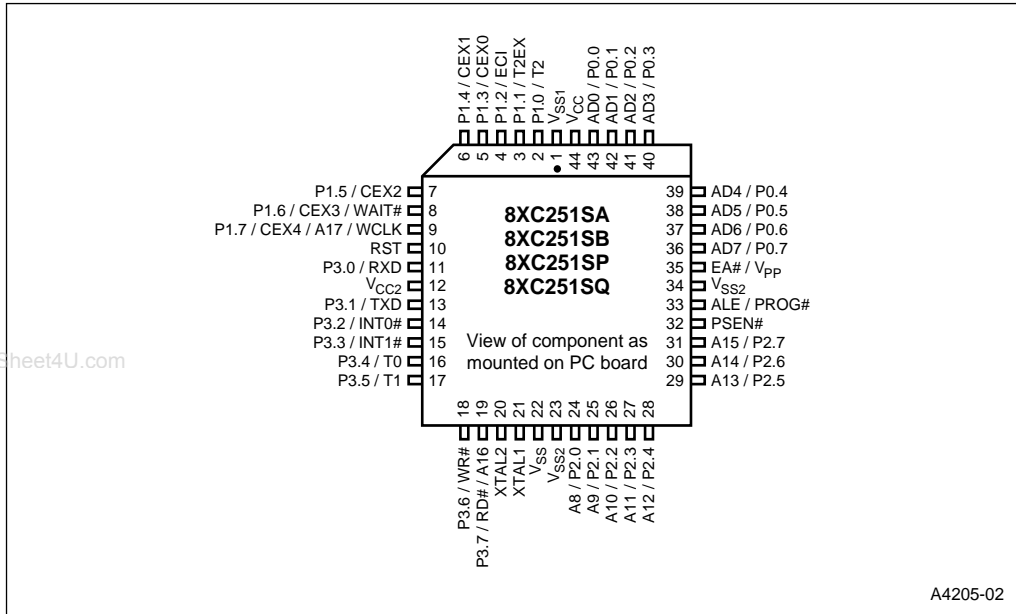 P1.4 / CEX1
P1.3 / CEX0
P1.2 / ECI
P1.1 / T2EX
P1.0 / T2
VSS1
VCC
AD0 / P0.0
AD1 / P0.1
AD2 / P0.2
AD3 / P0.3
6 5 4 3 2 1 44 43 42 41 40
P1.5 / CEX2 7
P1.6 / CEX3 / WAIT# 8
P1.7 / CEX4 / A17 / WCLK 9
RST 10
P3.0 / RXD 11
VCC2 12
P3.1 / TXD 13
P3.2 / INT0# 14
P3.3 / INT1# 15
P3.4 / T0 16
P3.5 / T1 17
8XC251SA
8XC251SB
8XC251SP
8XC251SQ
View of component as
mounted on PC board
39 AD4 / P0.4
38 AD5 / P0.5
37 AD6 / P0.6
36 AD7 / P0.7
35 EA# / VPP
34 VSS2
33 ALE / PROG#
32 PSEN#
31 A15 / P2.7
30 A14 / P2.6
29 A13 / P2.5
18 19 20 21 22 23 24 25 26 27 28
P3.6 / WR#
P3.7 / RD# / A16
XTAL2
XTAL1
VSS
VSS2
A8 / P2.0
A9 / P2.1
A10 / P2.2
A11 / P2.3
A12 / P2.4
heet4U.com
A4205-02